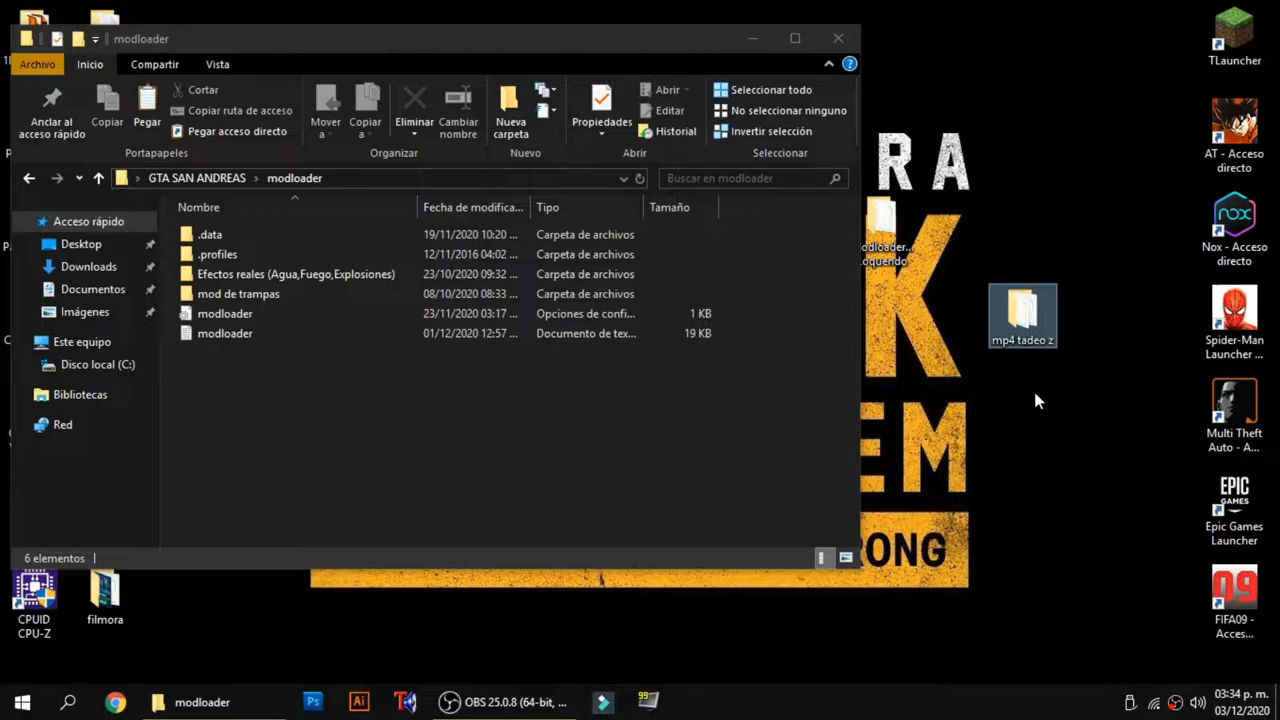 modloader
Archivo
Inicio
Compartir
Vista
Anclar al
acceso rápido
Copiar
Pegar
Cortar
Copiar ruta de acceso
Pegar acceso directo
Portapapeles
Mover
a
Copiar
a
Eliminar
Cambiar
nombre
Organizar
Nueva
carpeta
Nuevo
Propiedades
Abrir
Editar
Historial
Abrir
Seleccionar todo
No seleccionar ninguno
Invertir selección
Seleccionar
GTA SAN ANDREAS > modloader
Buscar en modloader
Acceso rápido
Desktop
Downloads
Documentos
Imágenes
Este equipo
Disco local (C:)
Bibliotecas
Red
Nombre Fecha de modifica... Tipo Tamaño
.data 19/11/2020 10:20 ... Carpeta de archivos
.profiles 12/11/2016 04:02 ... Carpeta de archivos
Efectos reales (Agua,Fuego,Explosiones) 23/10/2020 09:32 ... Carpeta de archivos
mod de trampas 08/10/2020 08:33 ... Carpeta de archivos
modloader 23/11/2020 03:17 ... Opciones de confi... 1 KB
modloader 01/12/2020 12:57 ... Documento de tex... 19 KB
6 elementos
RA
K
EM
RONG
odloader...
oquendo
mp4 tadeo z
TLauncher
AT - Acceso
directo
nox
Nox - Acceso
directo
Spider-Man
Launcher ...
Multi Theft
Auto - A...
EPIC
GAMES
Epic Games
Launcher
09
FIFA09 -
Acces...
CPUID
CPU-Z
filmora
modloader
Ps
Ai
OBS 25.0.8 (64-bit, ...
99
03:34 p. m.
03/12/2020